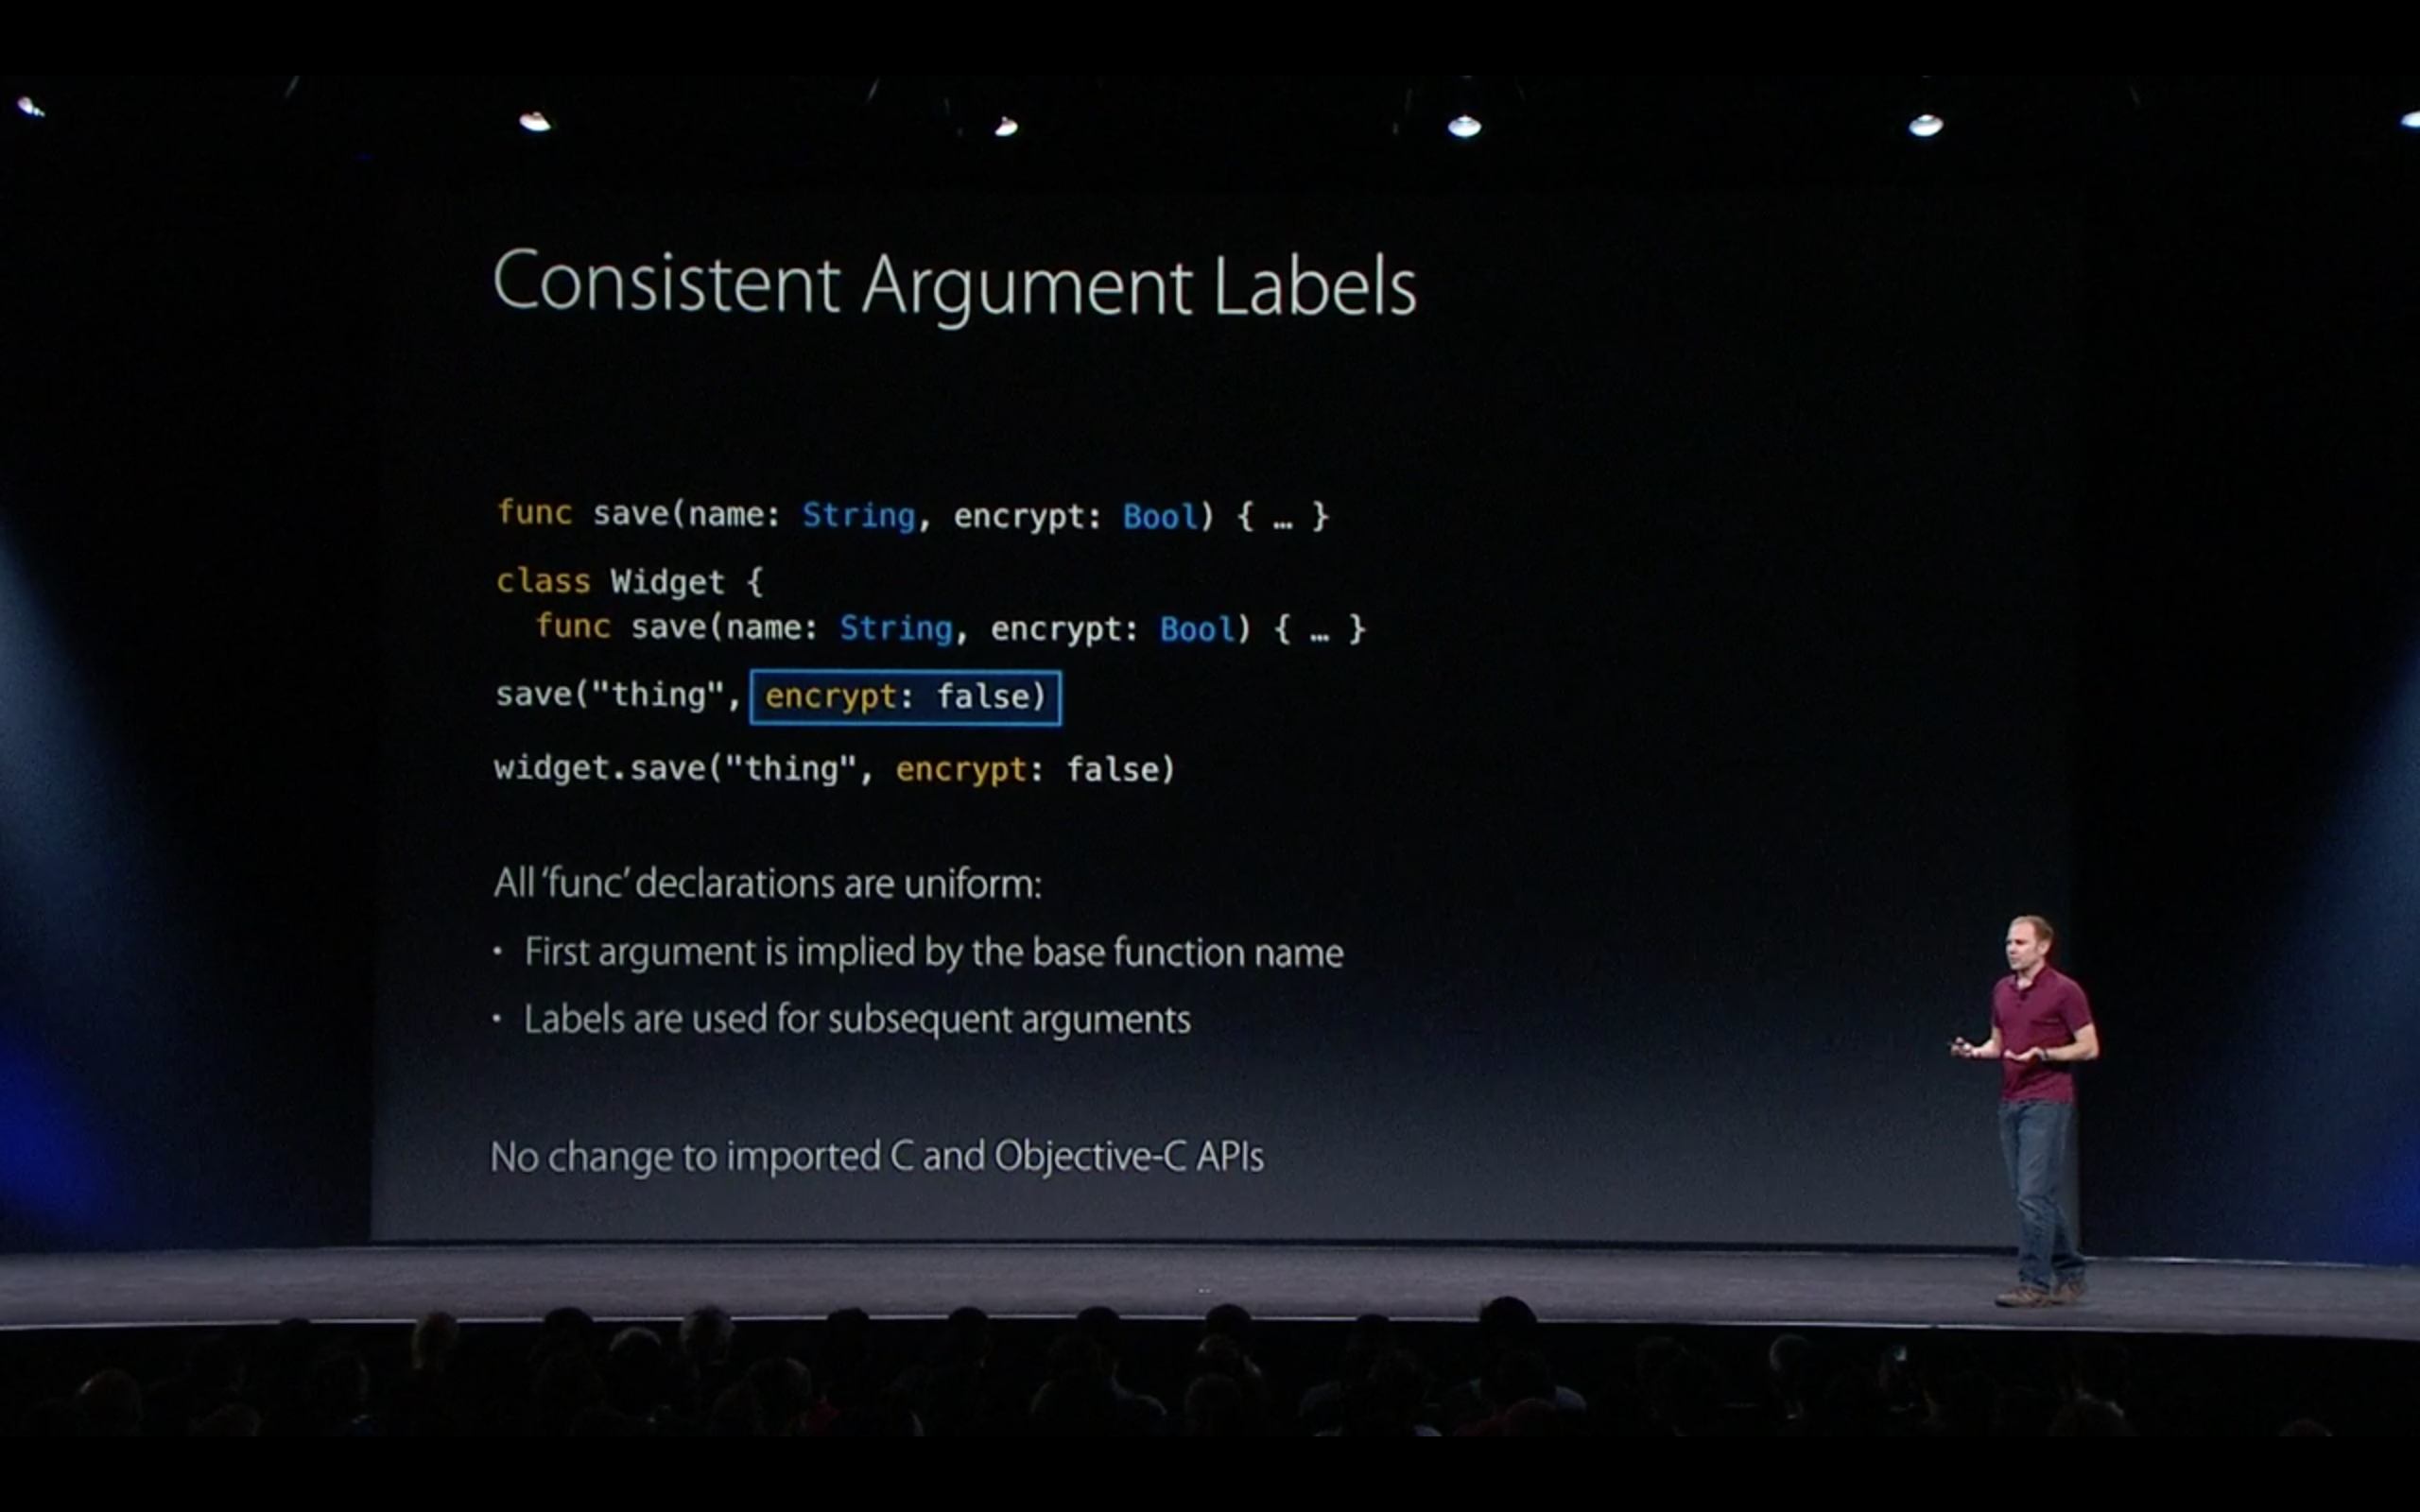 Consistent Argument Labels
func save(name: String, encrypt: Bool) { … }
class Widget {
func save(name: String, encrypt: Bool) { … }
save("thing", encrypt: false)
widget.save("thing", encrypt: false)
All ‘func’ declarations are uniform:
• First argument is implied by the base function name
• Labels are used for subsequent arguments
No change to imported C and Objective-C APIs